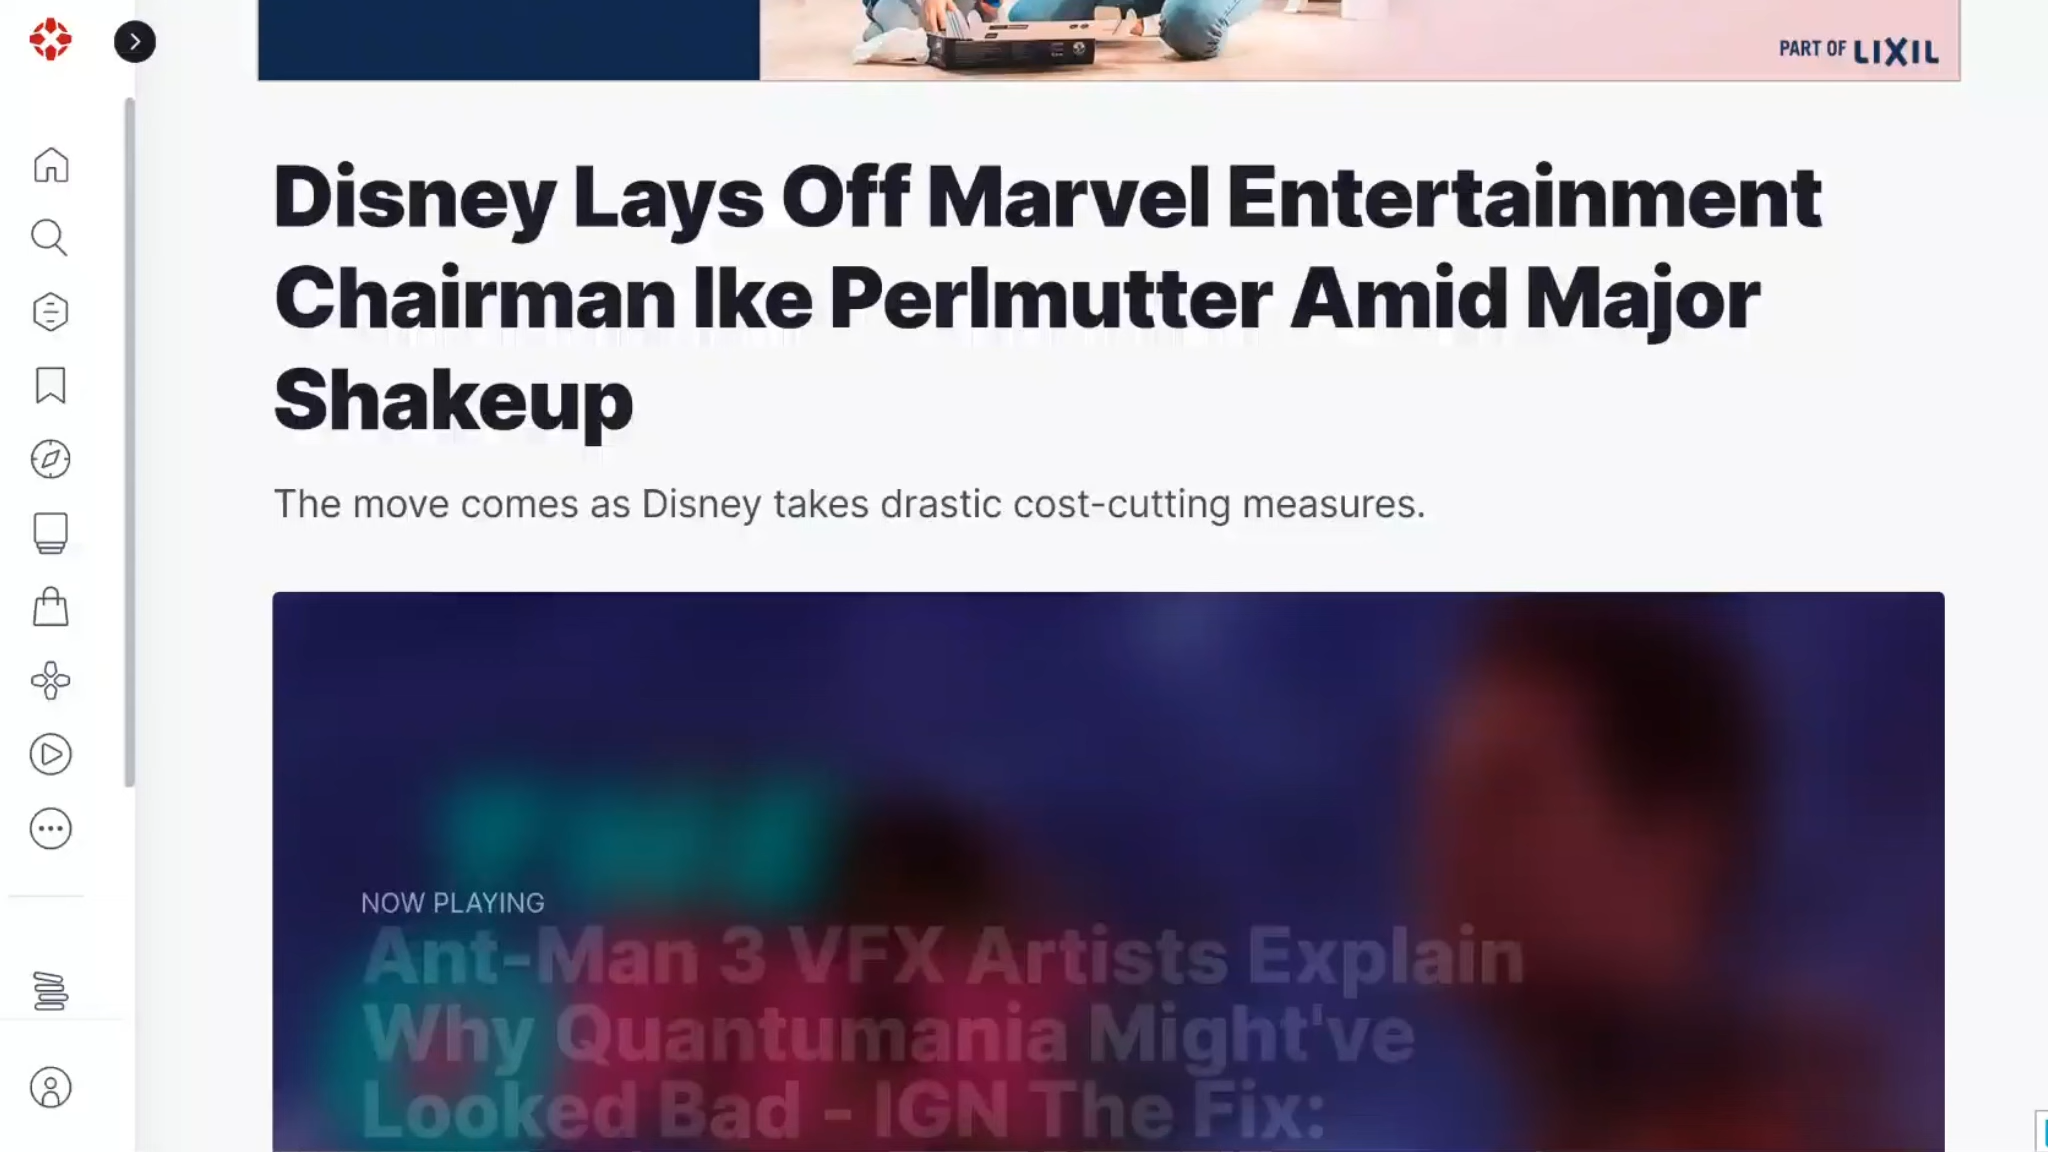 PART OF LIXIL
Disney Lays Off Marvel Entertainment
Chairman Ike Perlmutter Amid Major
Shakeup
The move comes as Disney takes drastic cost-cutting measures.
NOW PLAYING
Ant-Man 3 VFX Artists Explain
Why Quantumania Might've
Looked Bad - IGN The Fix: